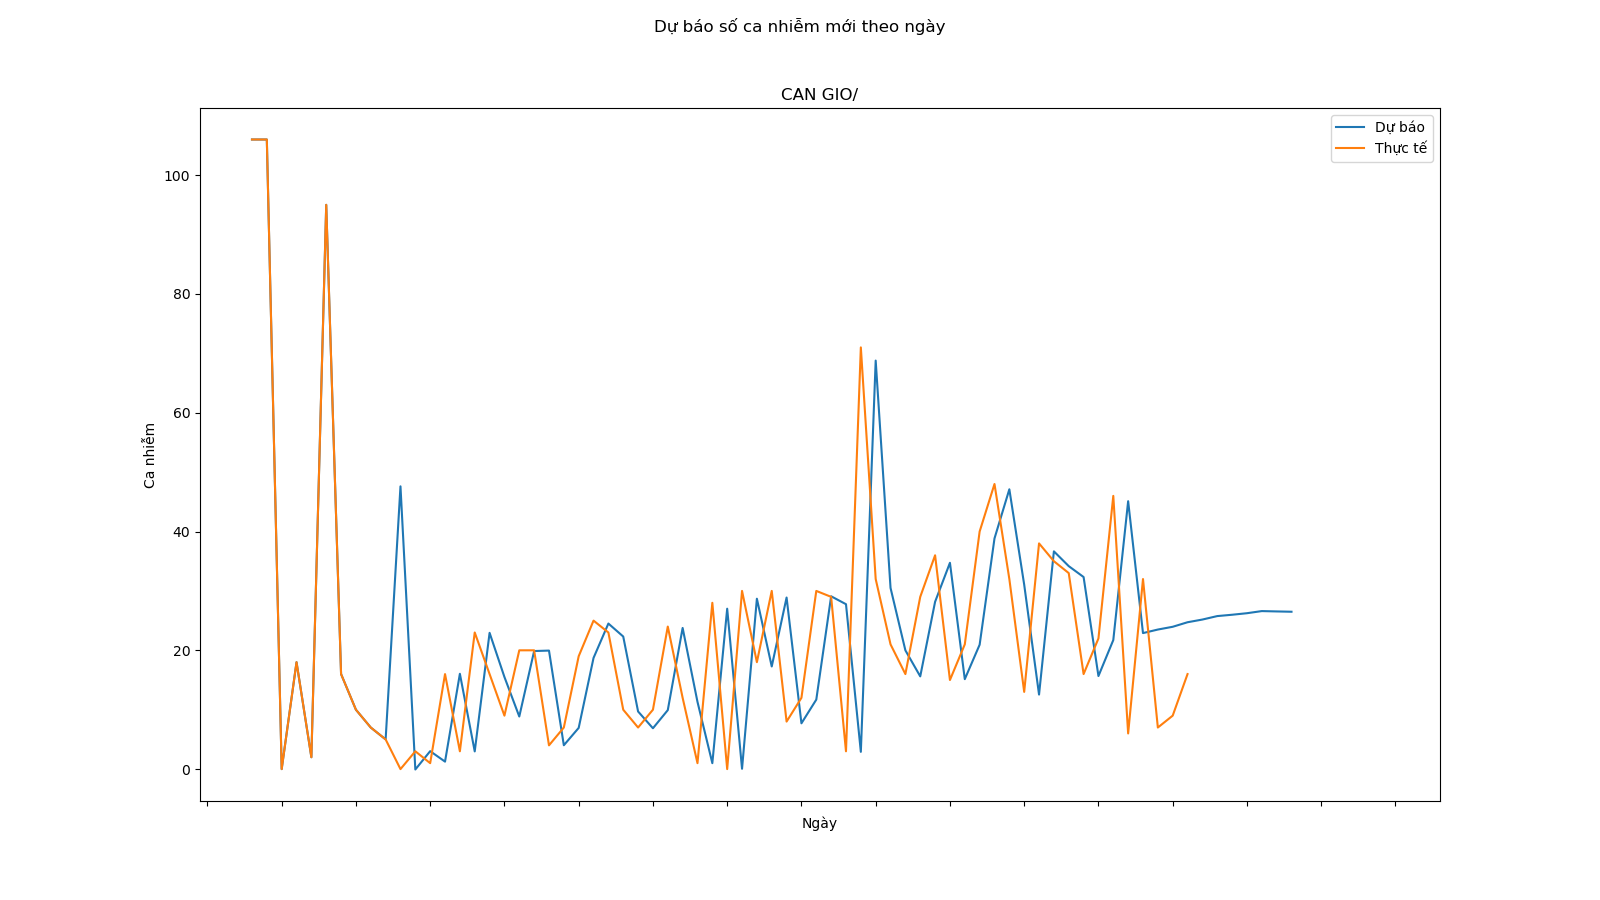 Dự báo số ca nhiễm mới theo ngày
CAN GIO/
Dự báo
Thực tế
100
80
60
40
20
0
Ca nhiễm
Ngày